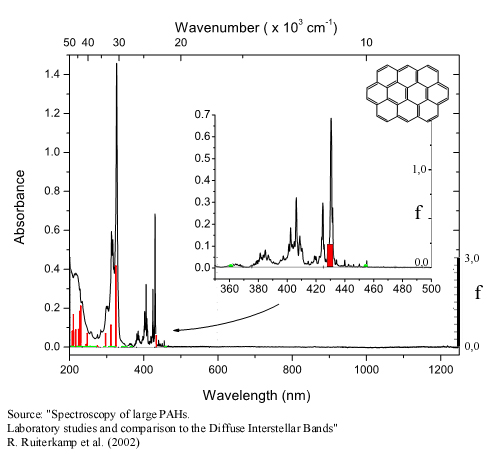 Wavenumber ( x 10³ cm⁻¹)
50 40 30 20 10
1.4
1.2
1.0
0.8
0.6
0.4
0.2
0.0
Absorbance
0.7
0.6
0.5
0.4
0.3
0.2
0.1
0.0
1,0
f
0,0
360 380 400 420 440 460 480 500
3,0
f
0,0
200 400 600 800 1000 1200
Wavelength (nm)
Source: "Spectroscopy of large PAHs.
Laboratory studies and comparison to the Diffuse Interstellar Bands"
R. Ruiterkamp et al. (2002)